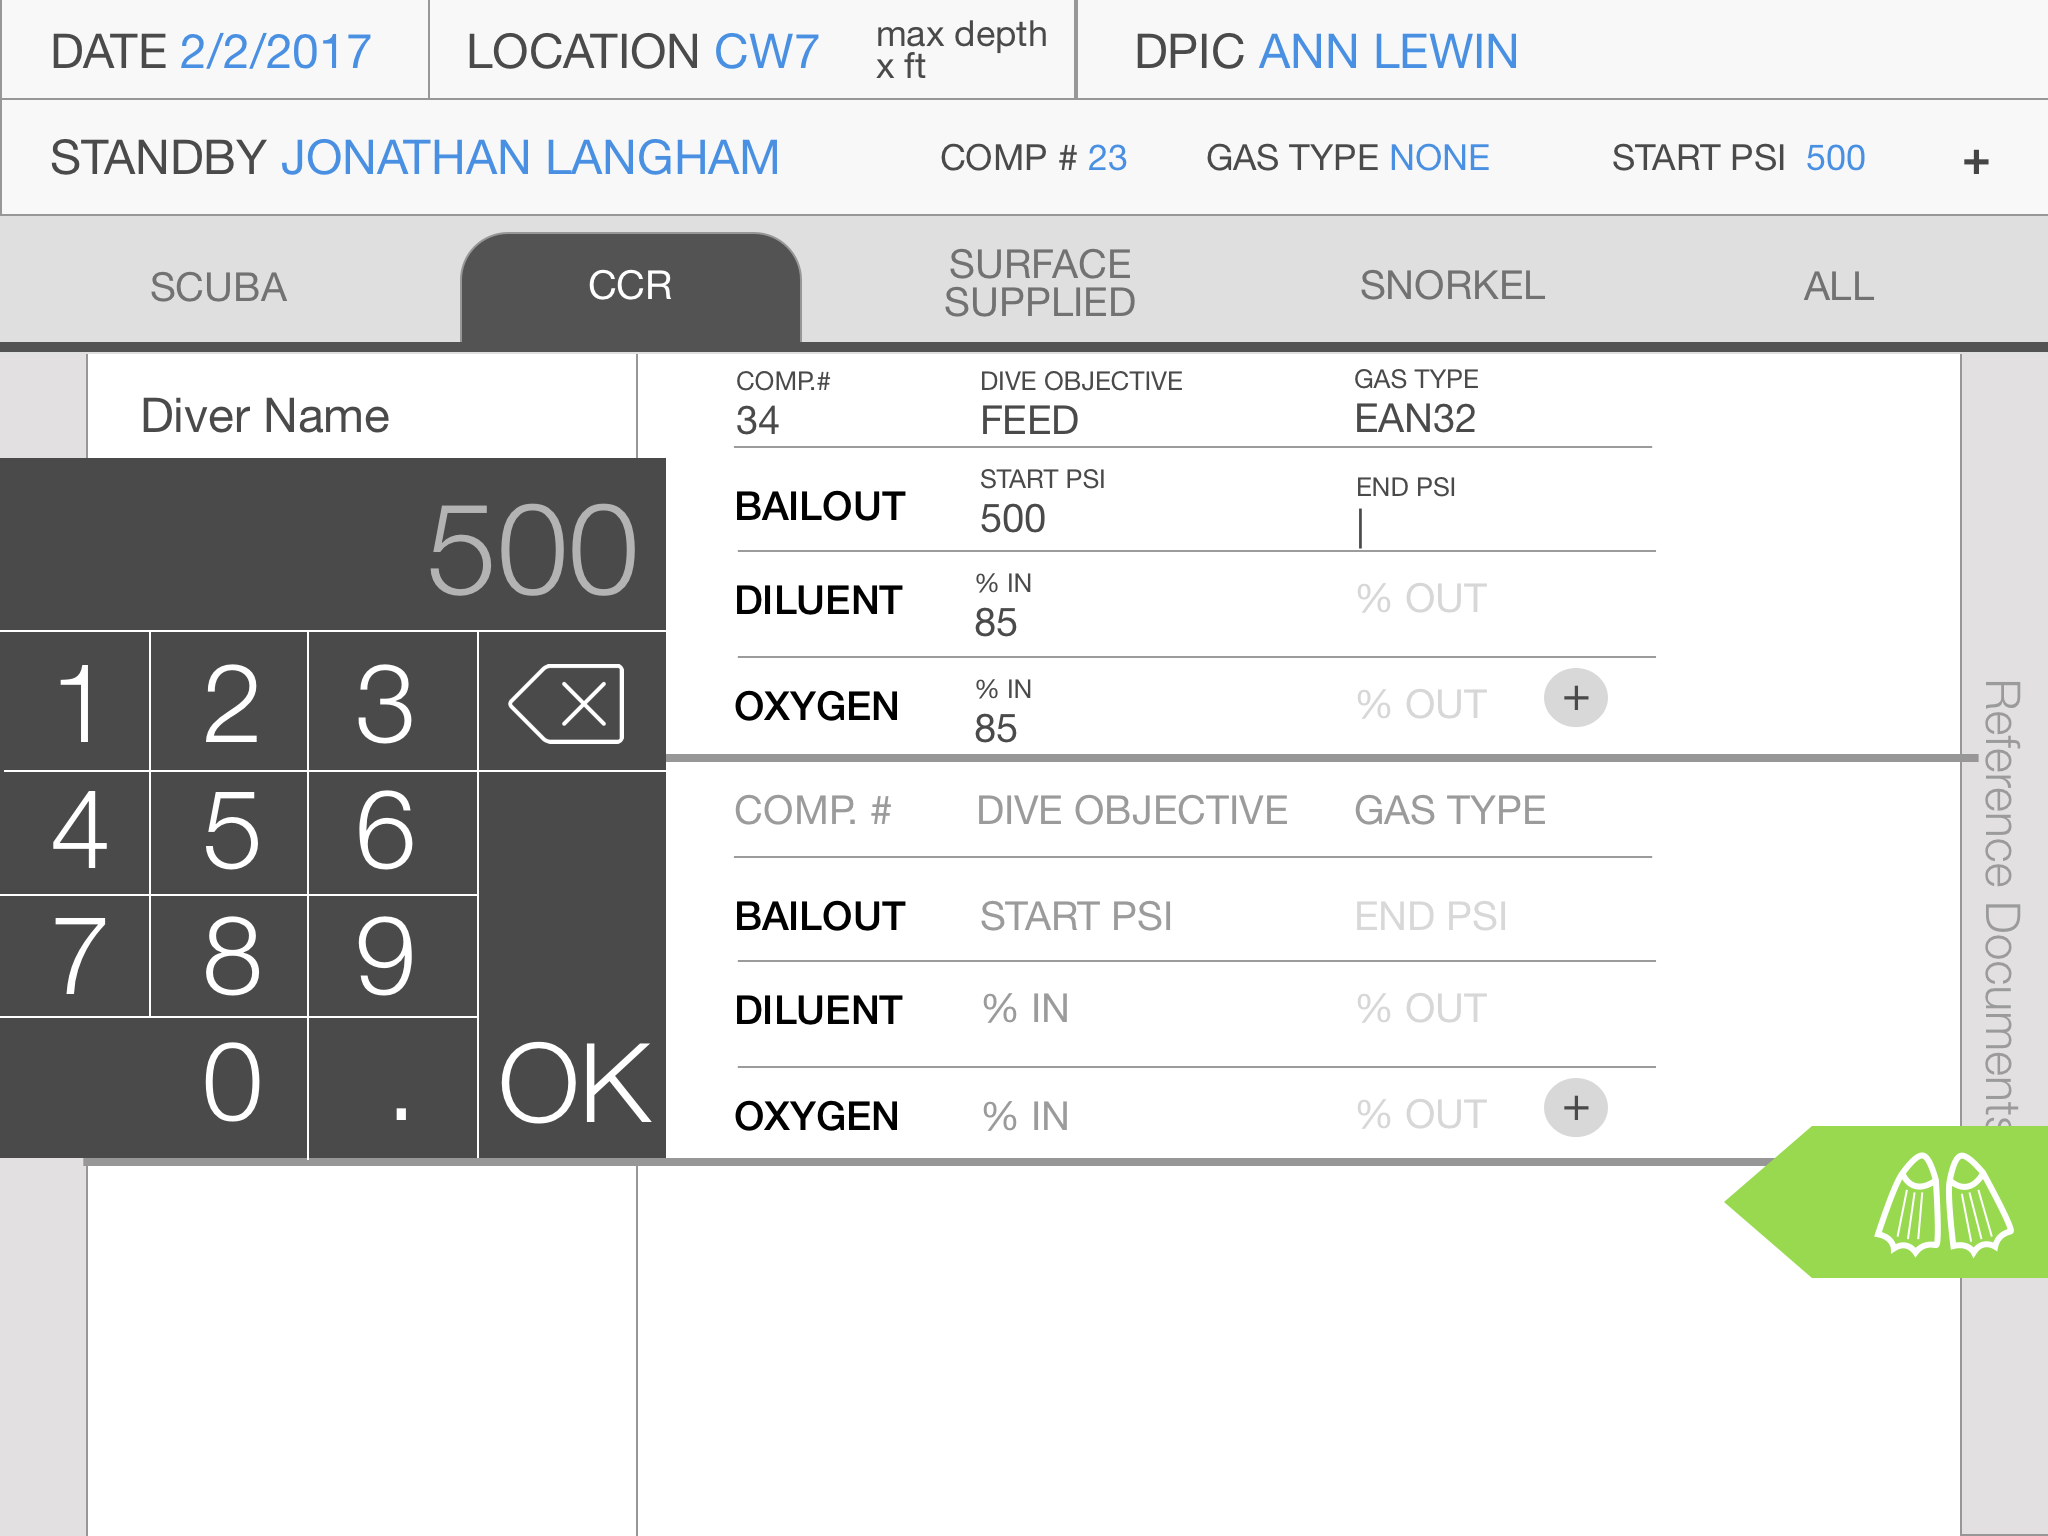 DATE 2/2/2017
LOCATION CW7
max depth
x ft
DPIC ANN LEWIN
STANDBY JONATHAN LANGHAM
COMP # 23
GAS TYPE NONE
START PSI 500
+
SCUBA
CCR
SURFACE
SUPPLIED
SNORKEL
ALL
Diver Name
COMP.#
34
DIVE OBJECTIVE
FEED
GAS TYPE
EAN32
BAILOUT
START PSI
500
END PSI
DILUENT
% IN
85
% OUT
OXYGEN
% IN
85
% OUT
+
500
1 2 3
4 5 6
7 8 9
0 . OK
COMP. #
DIVE OBJECTIVE
GAS TYPE
BAILOUT
START PSI
END PSI
DILUENT
% IN
% OUT
OXYGEN
% IN
% OUT
+
Reference Documents